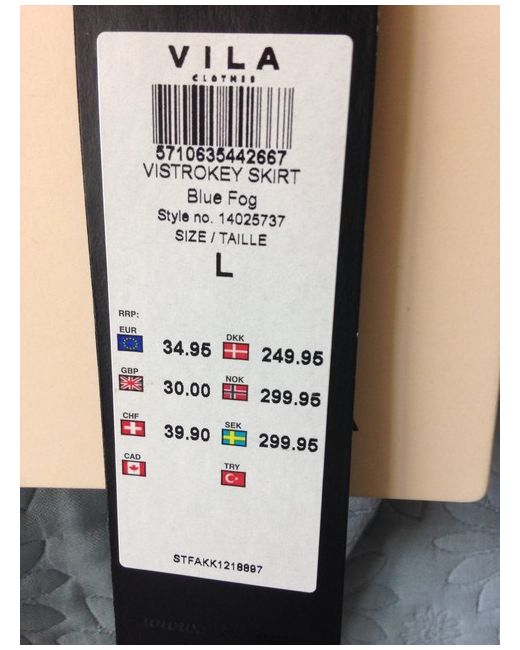 VILA
CLOTHES
5710635442667
VISTROKEY SKIRT
Blue Fog
Style no. 14025737
SIZE / TAILLE
L
RRP:
EUR 34.95 DKK 249.95
GBP 30.00 NOK 299.95
CHF 39.90 SEK 299.95
CAD TRY
STFAKK1218897